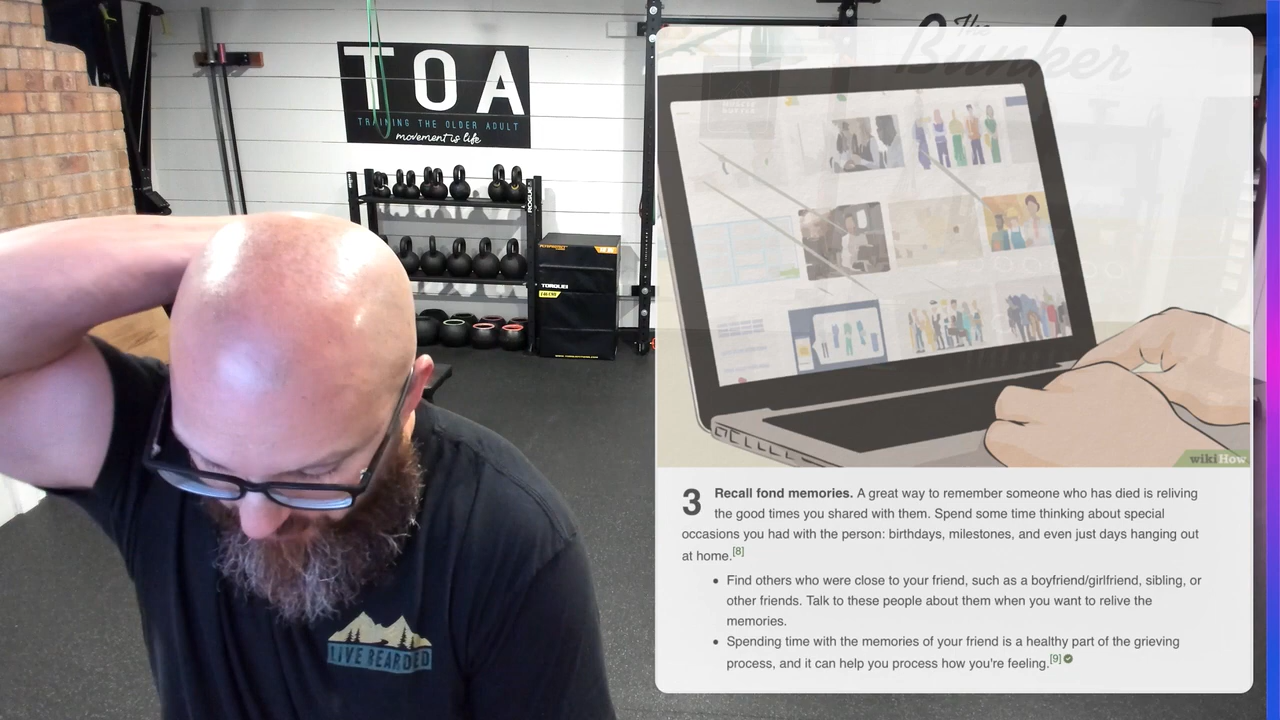 TOA
TRAINING THE OLDER ADULT
movement is life
ROGUE
TORQUE
LIVE BEARDED
The
Bunker
wikiHow
3 Recall fond memories. A great way to remember someone who has died is reliving
the good times you shared with them. Spend some time thinking about special
occasions you had with the person: birthdays, milestones, and even just days hanging out
at home.[8]
• Find others who were close to your friend, such as a boyfriend/girlfriend, sibling, or
other friends. Talk to these people about them when you want to relive the
memories.
• Spending time with the memories of your friend is a healthy part of the grieving
process, and it can help you process how you're feeling.[9]